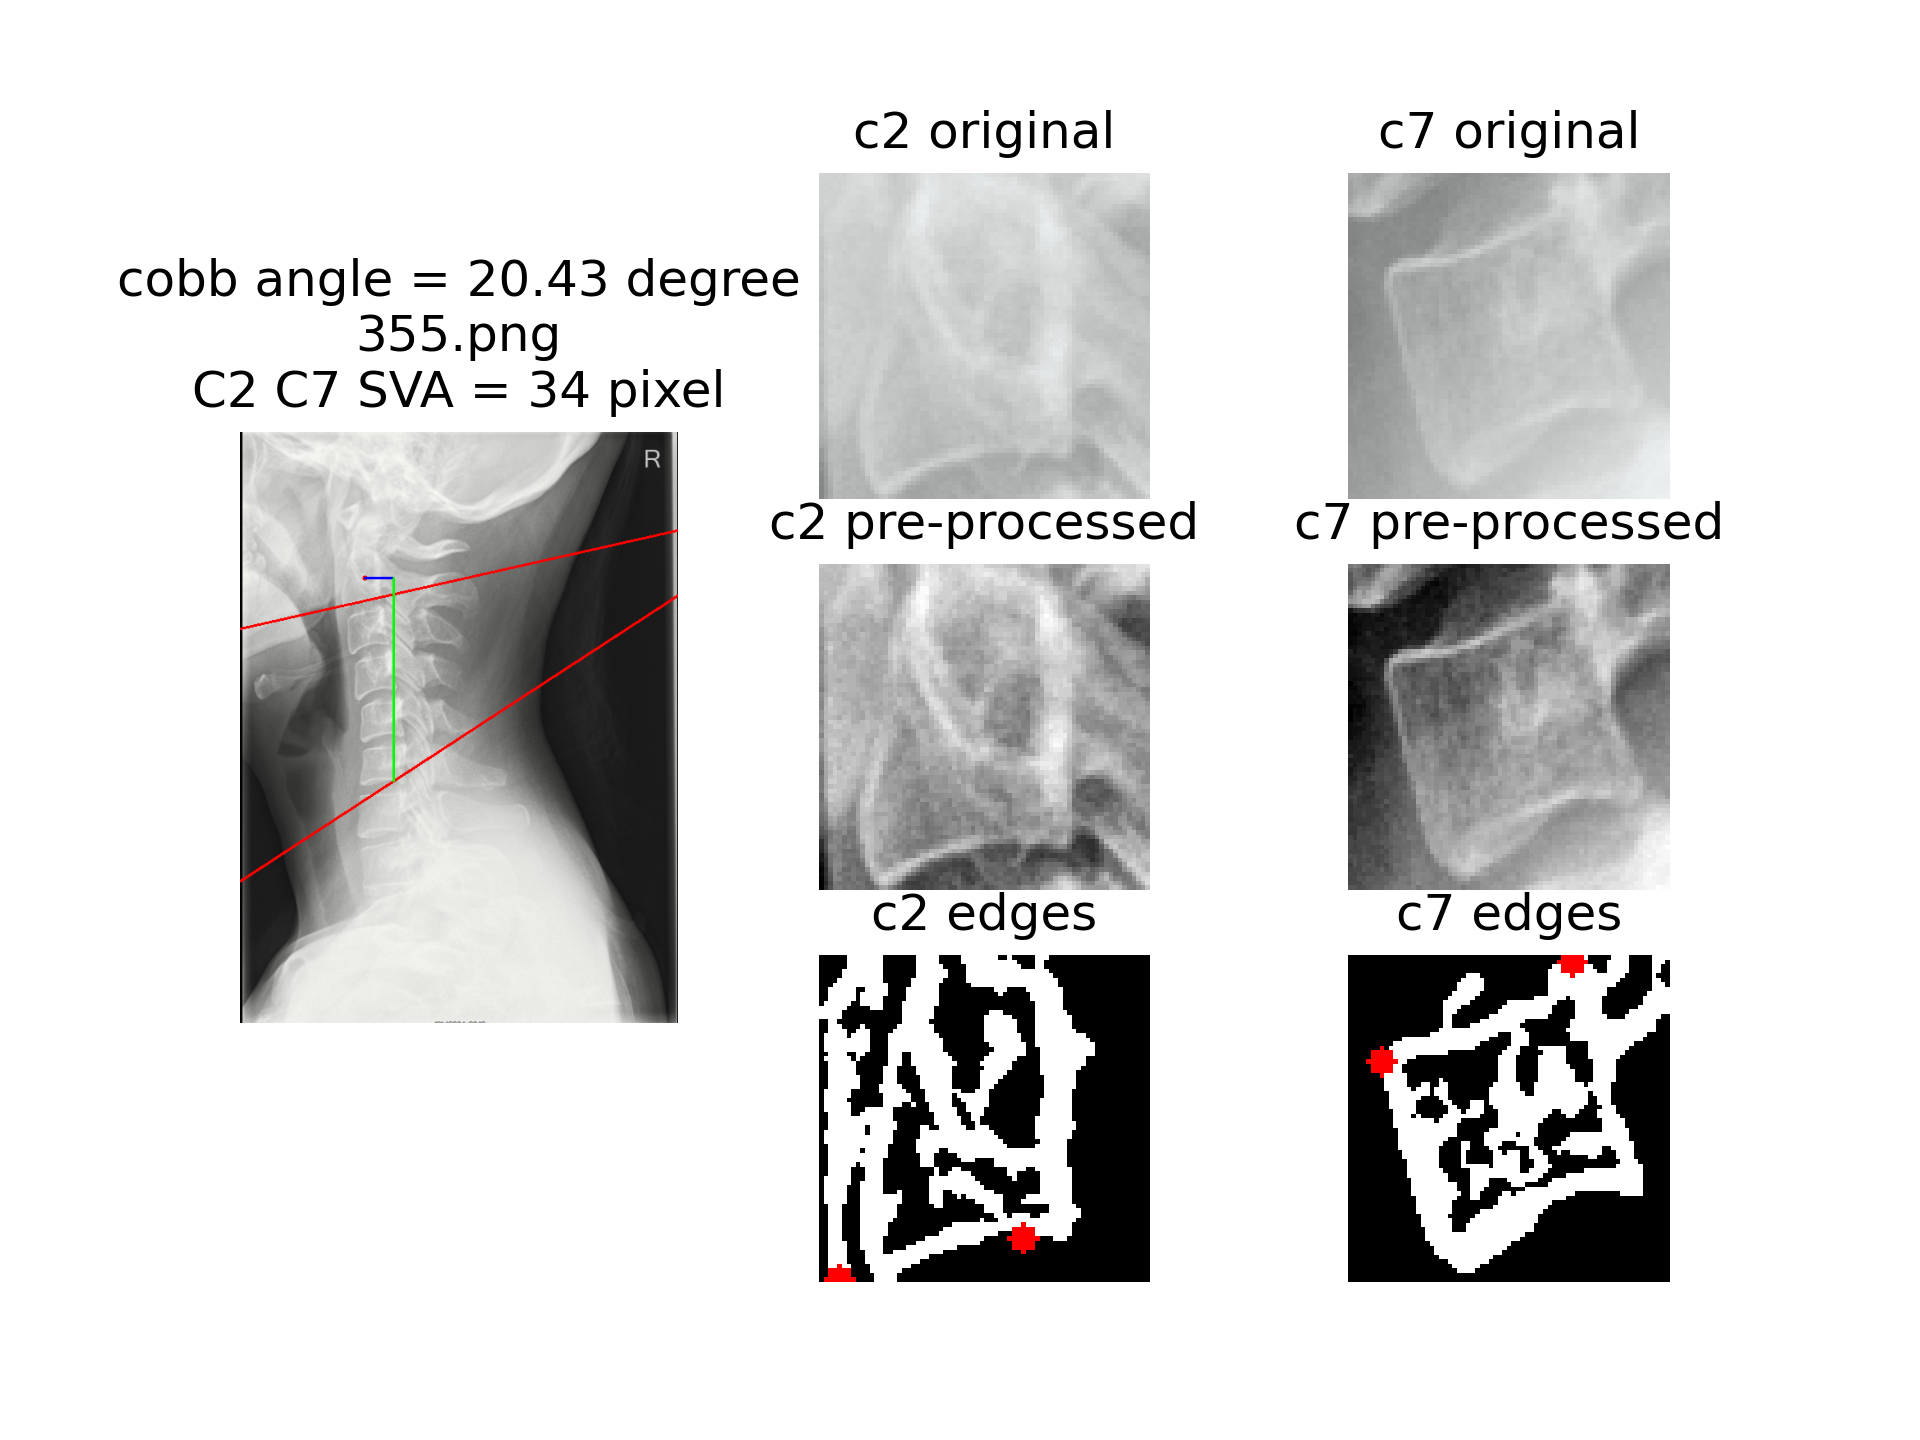 cobb angle = 20.43 degree
355.png
C2 C7 SVA = 34 pixel
R
c2 original
c7 original
c2 pre-processed
c7 pre-processed
c2 edges
c7 edges